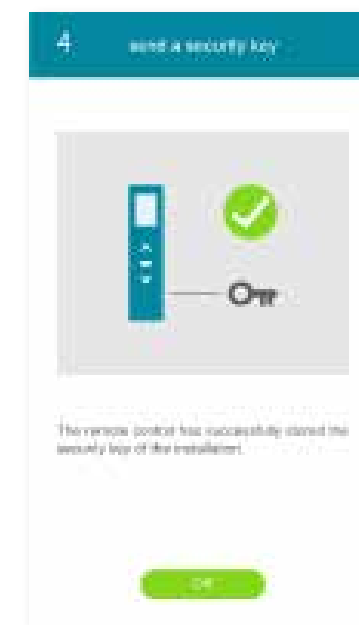 4 send a security key
The remote control has successfully stored the
security key of the installation.
OK